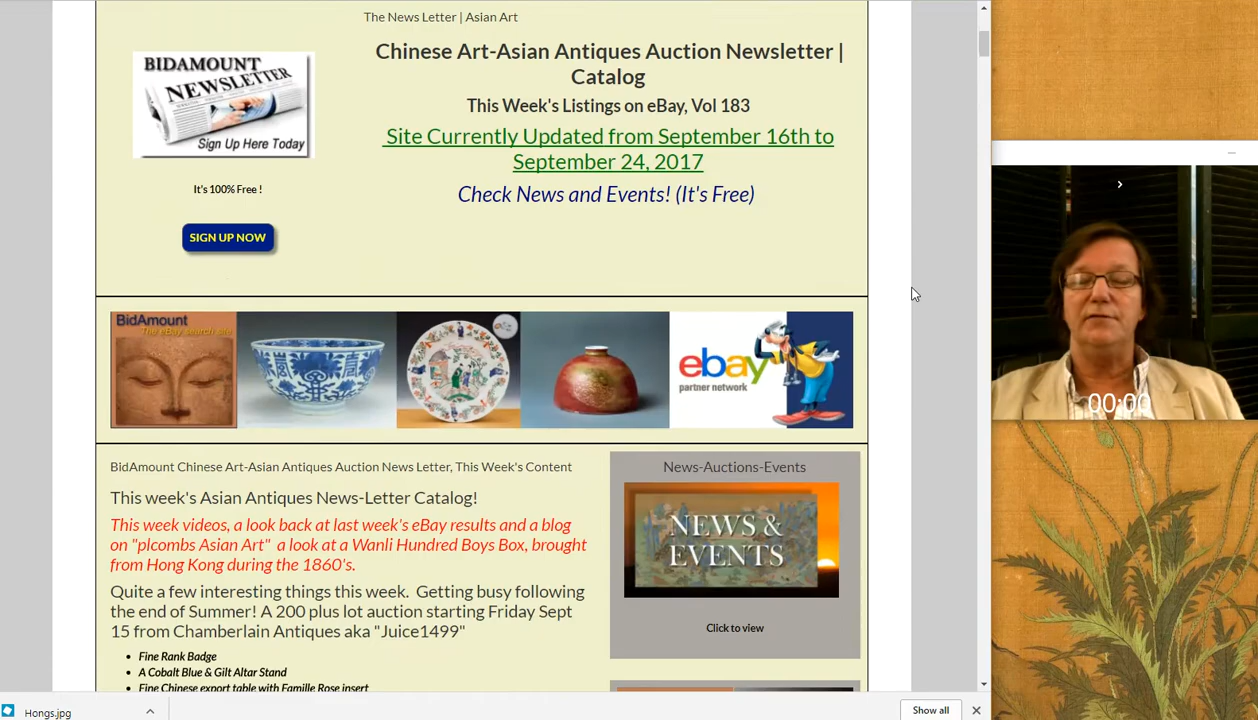 The News Letter | Asian Art
BIDAMOUNT
NEWSLETTER
Sign Up Here Today
It's 100% Free !
SIGN UP NOW
Chinese Art-Asian Antiques Auction Newsletter |
Catalog
This Week's Listings on eBay, Vol 183
Site Currently Updated from September 16th to
September 24, 2017
Check News and Events! (It's Free)
BidAmount
The eBay search site
ebay
partner network
BidAmount Chinese Art-Asian Antiques Auction News Letter, This Week's Content
This week's Asian Antiques News-Letter Catalog!
This week videos, a look back at last week's eBay results and a blog
on "plcombs Asian Art" a look at a Wanli Hundred Boys Box, brought
from Hong Kong during the 1860's.
Quite a few interesting things this week. Getting busy following
the end of Summer! A 200 plus lot auction starting Friday Sept
15 from Chamberlain Antiques aka "Juice1499"
Fine Rank Badge
A Cobalt Blue & Gilt Altar Stand
Fine Chinese export table with Famille Rose insert
News-Auctions-Events
NEWS &
EVENTS
Click to view
00:00
Hongs.jpg
Show all